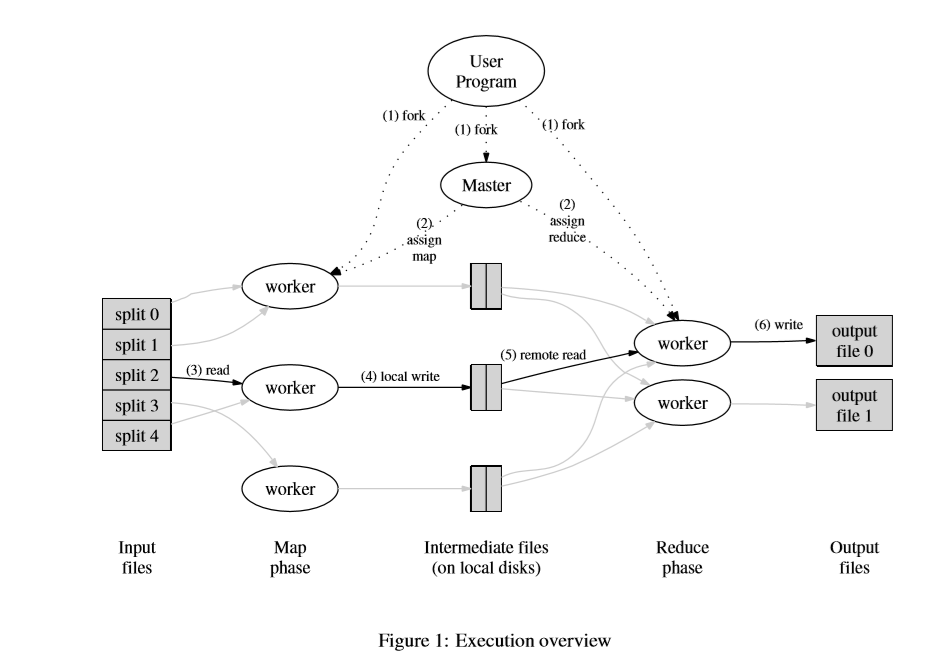 User
Program
(1) fork
(1) fork
(1) fork
Master
(2)
assign
map
(2)
assign
reduce
worker
split 0
split 1
split 2
split 3
split 4
(3) read
worker
(4) local write
(5) remote read
worker
worker
(6) write
output
file 0
worker
output
file 1
Input
files
Map
phase
Intermediate files
(on local disks)
Reduce
phase
Output
files
Figure 1: Execution overview